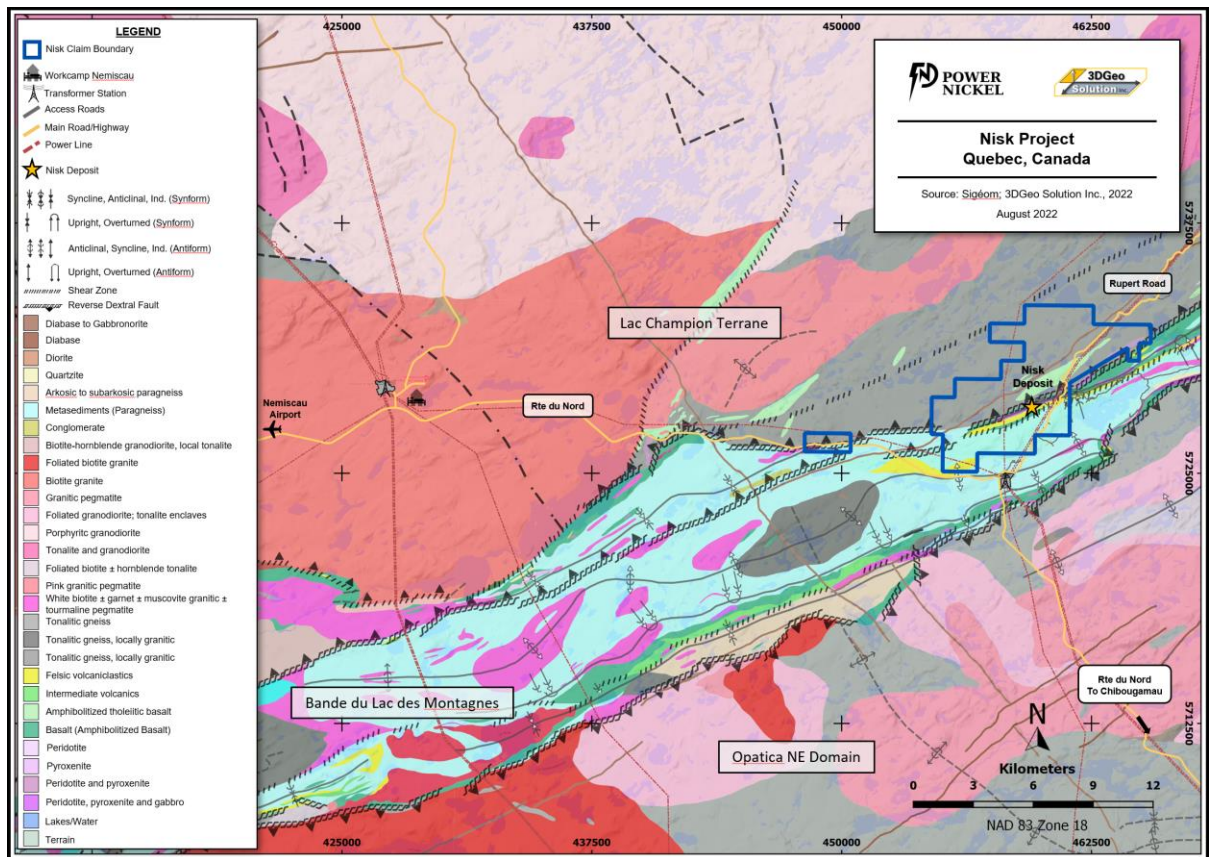 425000
437500
450000
462500
LEGEND
Nisk Claim Boundary
Workcamp Nemiscau
Transformer Station
Access Roads
Main Road/Highway
Power Line
Nisk Deposit
Syncline, Anticlinal, Ind. (Synform)
Upright, Overturned (Synform)
Anticlinal, Syncline, Ind. (Antiform)
Upright, Overturned (Antiform)
Shear Zone
Reverse Dextral Fault
Diabase to Gabbronorite
Diabase
Diorite
Quartzite
Arkosic to subarkosic paragneiss
Metasediments (Paragneiss)
Conglomerate
Biotite-hornblende granodiorite, local tonalite
Foliated biotite granite
Biotite granite
Granitic pegmatite
Foliated granodiorite; tonalite enclaves
Porphyritc granodiorite
Tonalite and granodiorite
Foliated biotite ± hornblende tonalite
Pink granitic pegmatite
White biotite ± garnet ± muscovite granitic ±
tourmaline pegmatite
Tonalitic gneiss
Tonalitic gneiss, locally granitic
Tonalitic gneiss, locally granitic
Felsic volcaniclastics
Intermediate volcanics
Amphibolitized tholeiitic basalt
Basalt (Amphibolitized Basalt)
Peridotite
Pyroxenite
Peridotite and pyroxenite
Peridotite, pyroxenite and gabbro
Lakes/Water
Terrain
POWER
NICKEL
3DGeo
Solution inc
Nisk Project
Quebec, Canada
Source: Sigéom; 3DGeo Solution Inc., 2022
August 2022
5737500
Rupert Road
Lac Champion Terrane
Nisk
Deposit
Nemiscau
Airport
Rte du Nord
5725000
Rte du Nord
To Chibougamau
Bande du Lac des Montagnes
5712500
Opatica NE Domain
N
Kilometers
0 3 6 9 12
NAD 83 Zone 18
425000
437500
450000
462500